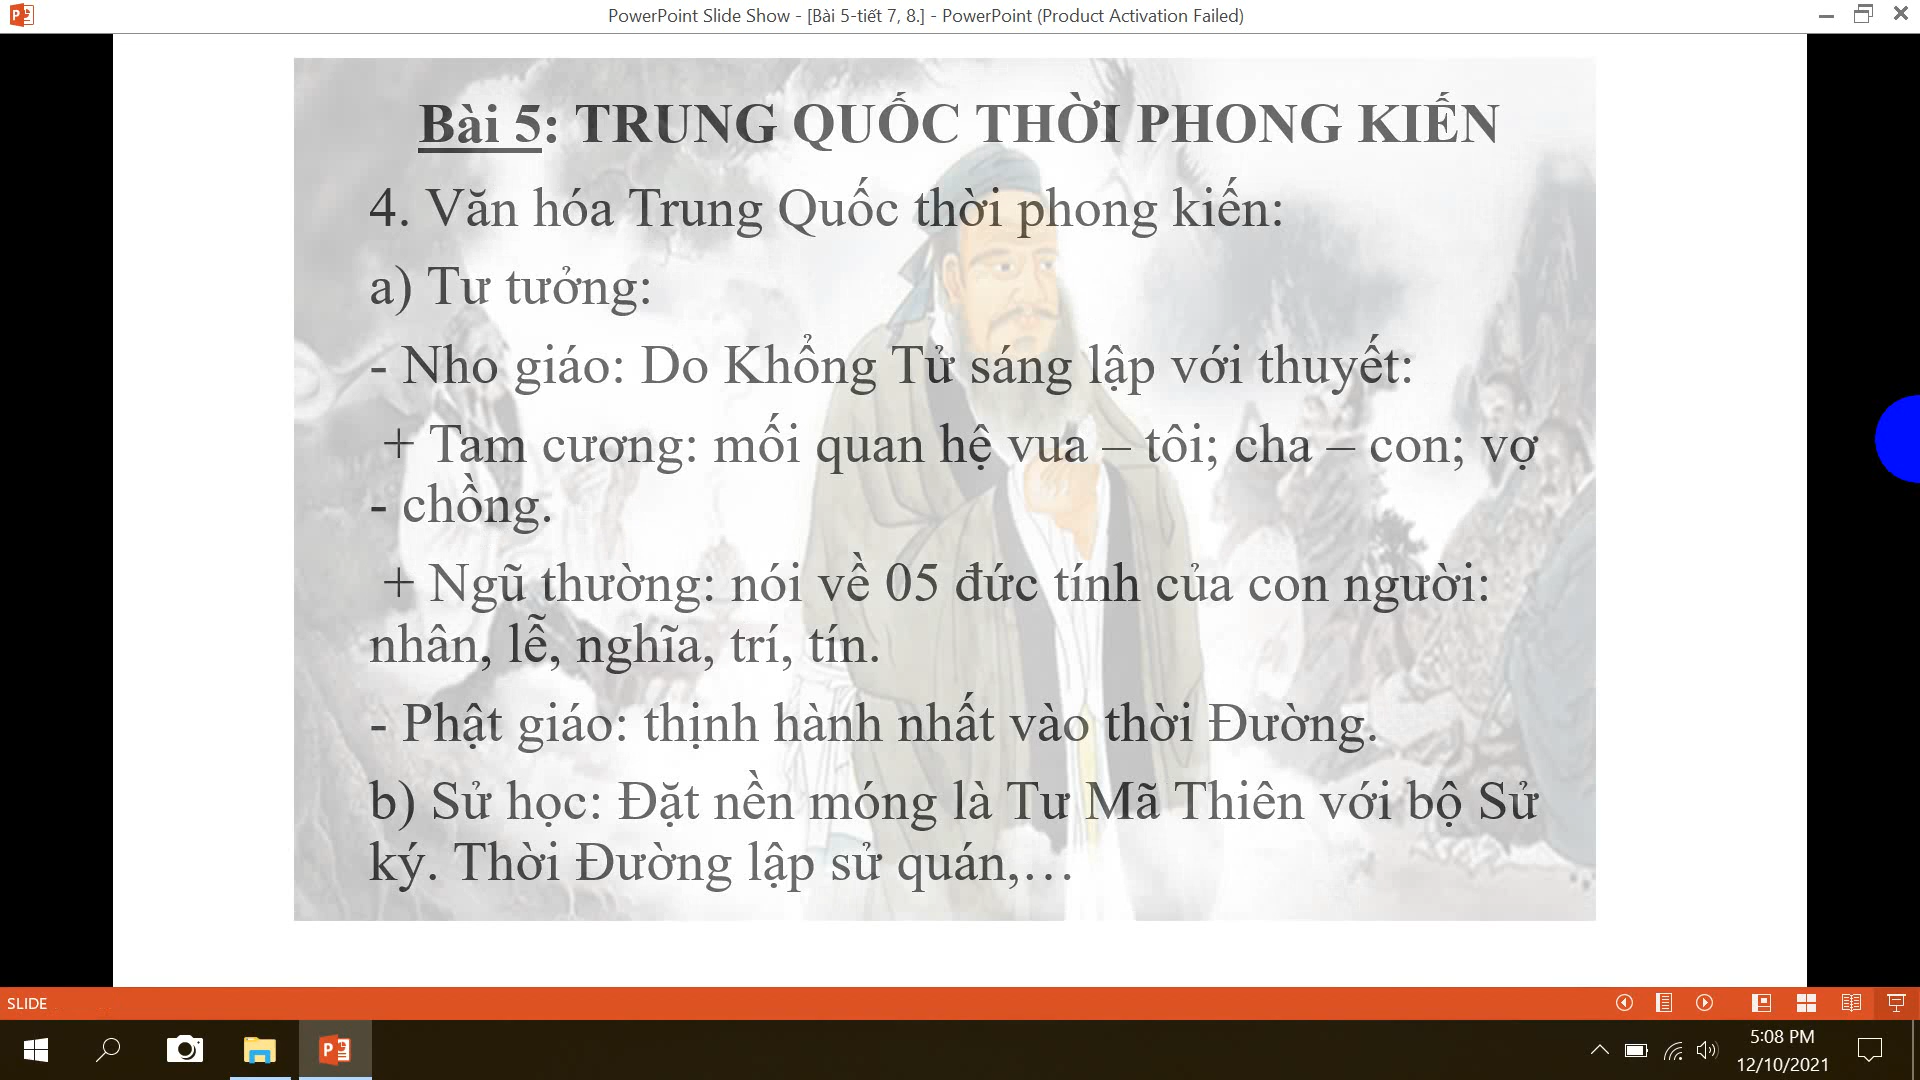 PowerPoint Slide Show - [Bài 5-tiết 7, 8.] - PowerPoint (Product Activation Failed)
Bài 5: TRUNG QUỐC THỜI PHONG KIẾN
4. Văn hóa Trung Quốc thời phong kiến:
a) Tư tưởng:
- Nho giáo: Do Khổng Tử sáng lập với thuyết:
+ Tam cương: mối quan hệ vua – tôi; cha – con; vợ
- chồng.
+ Ngũ thường: nói về 05 đức tính của con người:
nhân, lễ, nghĩa, trí, tín.
- Phật giáo: thịnh hành nhất vào thời Đường.
b) Sử học: Đặt nền móng là Tư Mã Thiên với bộ Sử
ký. Thời Đường lập sử quán,…
SLIDE
5:08 PM
12/10/2021